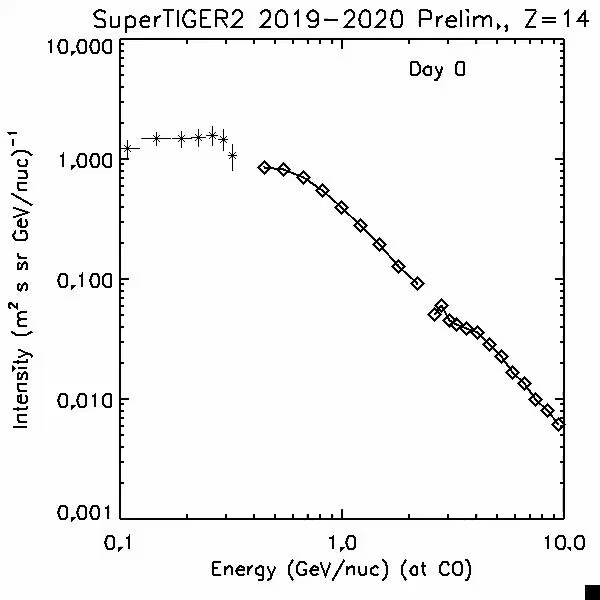 SuperTIGER2 2019-2020 Prelim., Z=14
Day 0
10,000
1,000
0,100
0,010
0,001
Intensity (m² s sr GeV/nuc)⁻¹
0,1
1,0
10,0
Energy (GeV/nuc) (at CO)